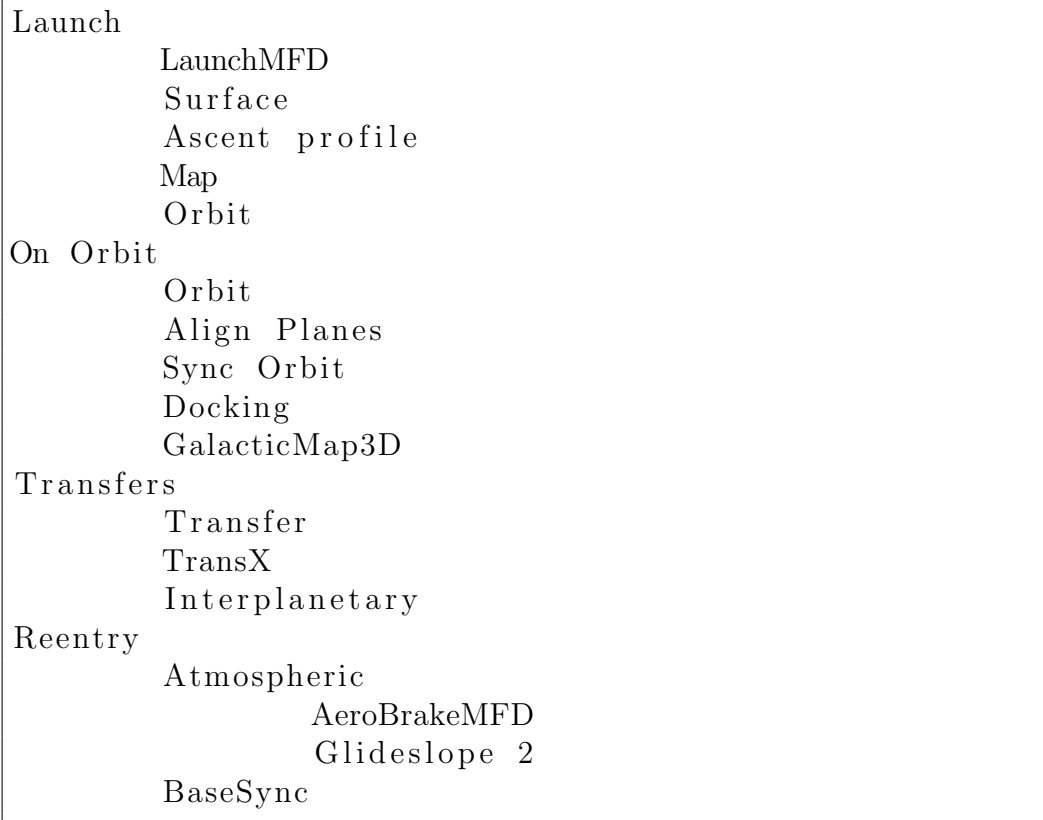 Launch
LaunchMFD
Surface
Ascent profile
Map
Orbit
On Orbit
Orbit
Align Planes
Sync Orbit
Docking
GalacticMap3D
Transfers
Transfer
TransX
Interplanetary
Reentry
Atmospheric
AeroBrakeMFD
Glideslope 2
BaseSync